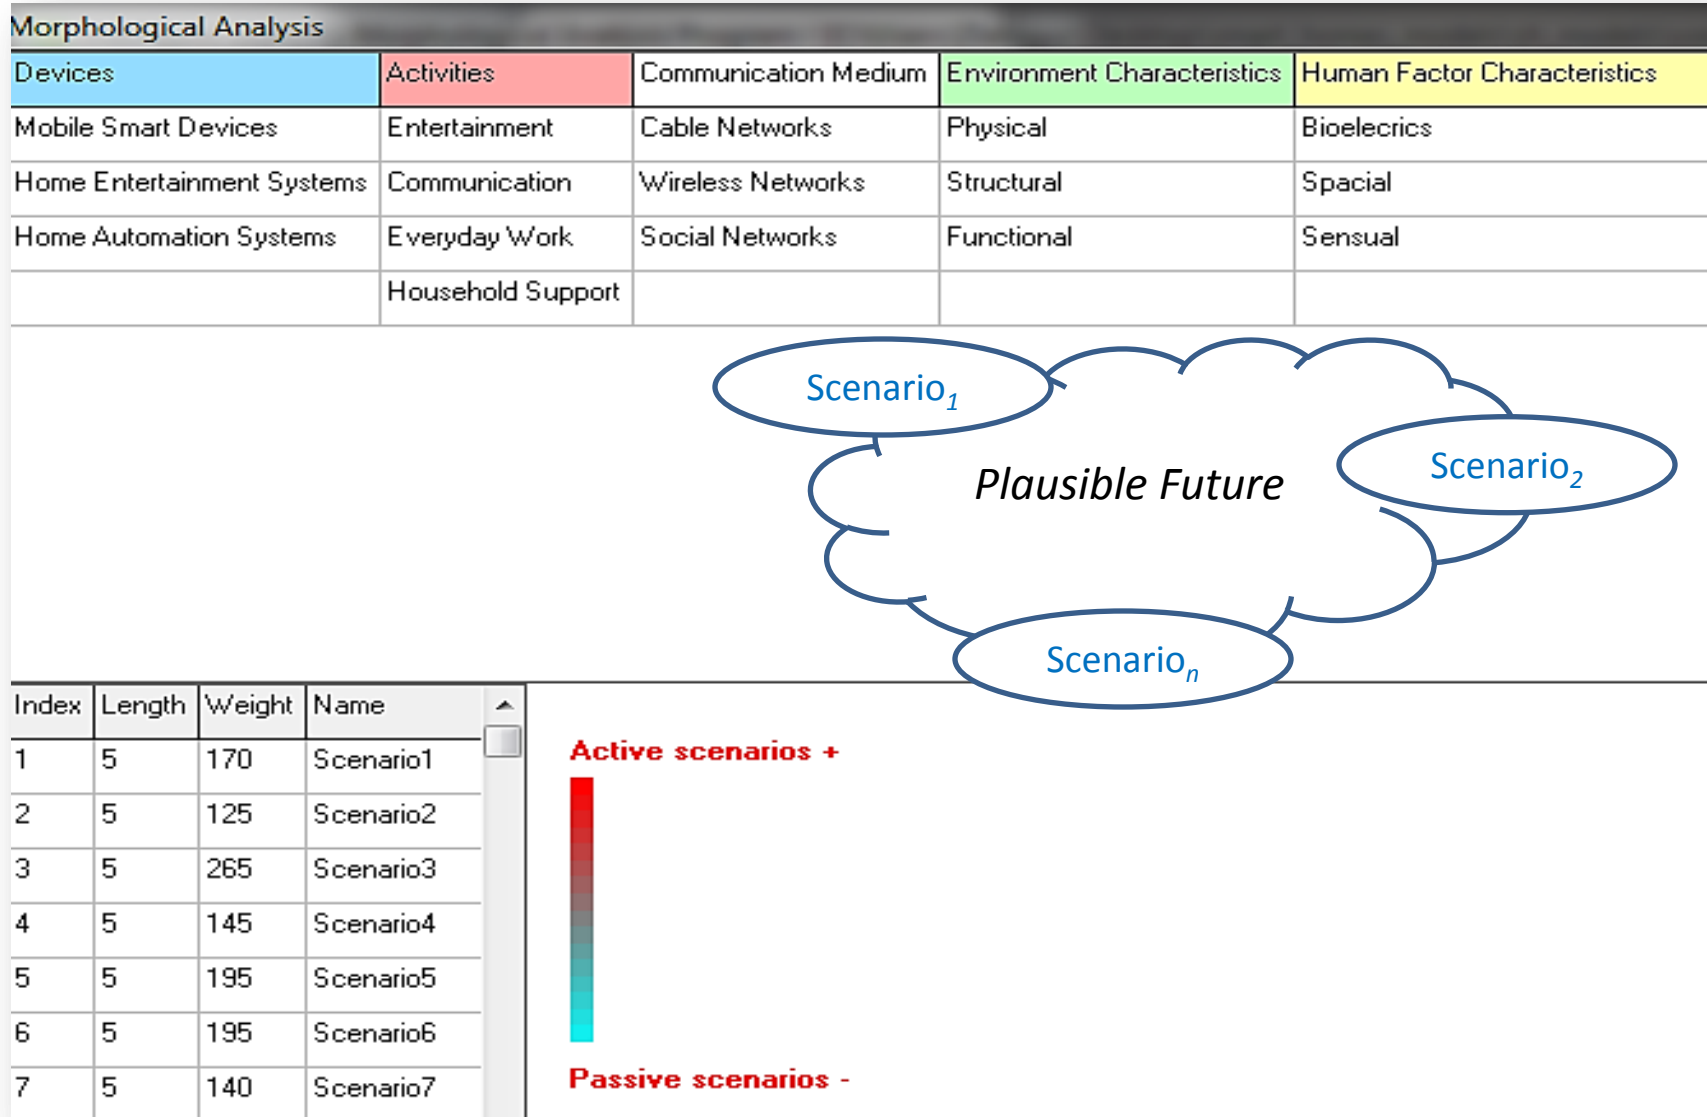 Morphological Analysis
Devices Activities Communication Medium Environment Characteristics Human Factor Characteristics
Mobile Smart Devices Entertainment Cable Networks Physical Bioelecrics
Home Entertainment Systems Communication Wireless Networks Structural Spacial
Home Automation Systems Everyday Work Social Networks Functional Sensual
Household Support
Scenario1
Scenario2
Plausible Future
Scenarion
Index Length Weight Name
1 5 170 Scenario1
2 5 125 Scenario2
3 5 265 Scenario3
4 5 145 Scenario4
5 5 195 Scenario5
6 5 195 Scenario6
7 5 140 Scenario7
Active scenarios +
Passive scenarios -